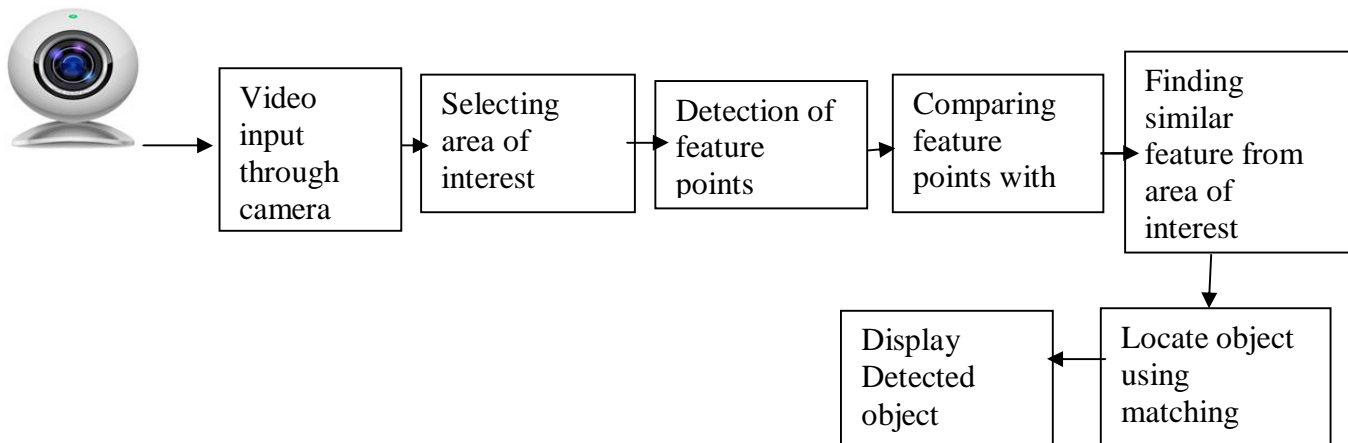 Video
input
through
camera
Selecting
area of
interest
Detection of
feature
points
Comparing
feature
points with
Finding
similar
feature from
area of
interest
Locate object
using
matching
Display
Detected
object